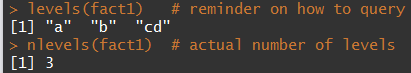 > levels(fact1)   # reminder on how to query
[1] "a"  "b"  "cd"
> nlevels(fact1)  # actual number of levels
[1] 3